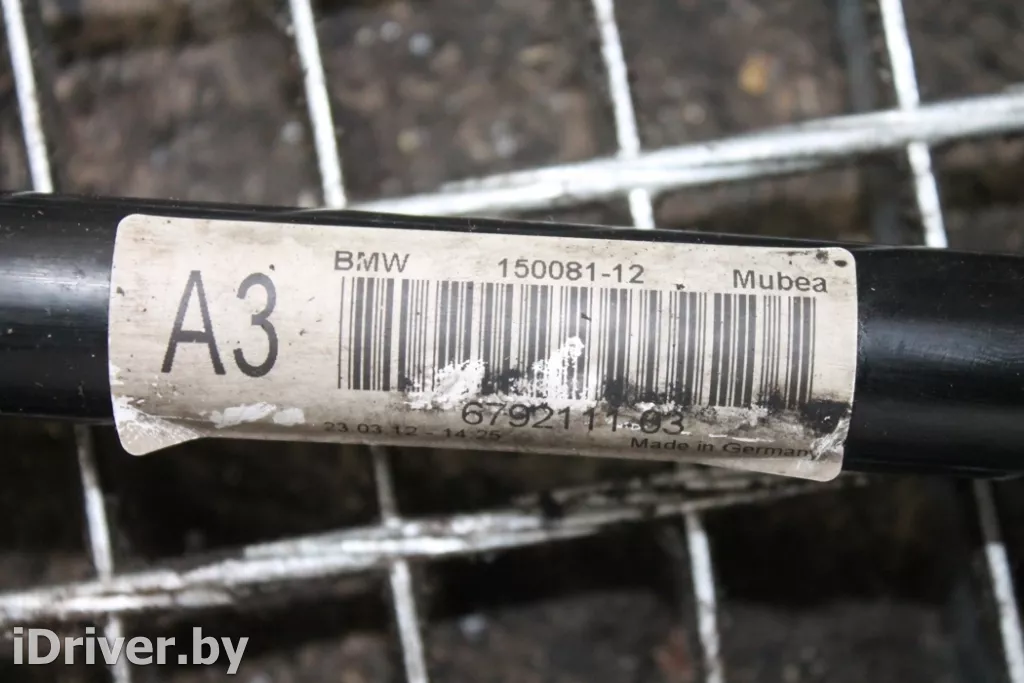 BMW 150081-12 Mubea
A3
6792111-03
23.03.12 - 14:25 Made in Germany
iDriver.by